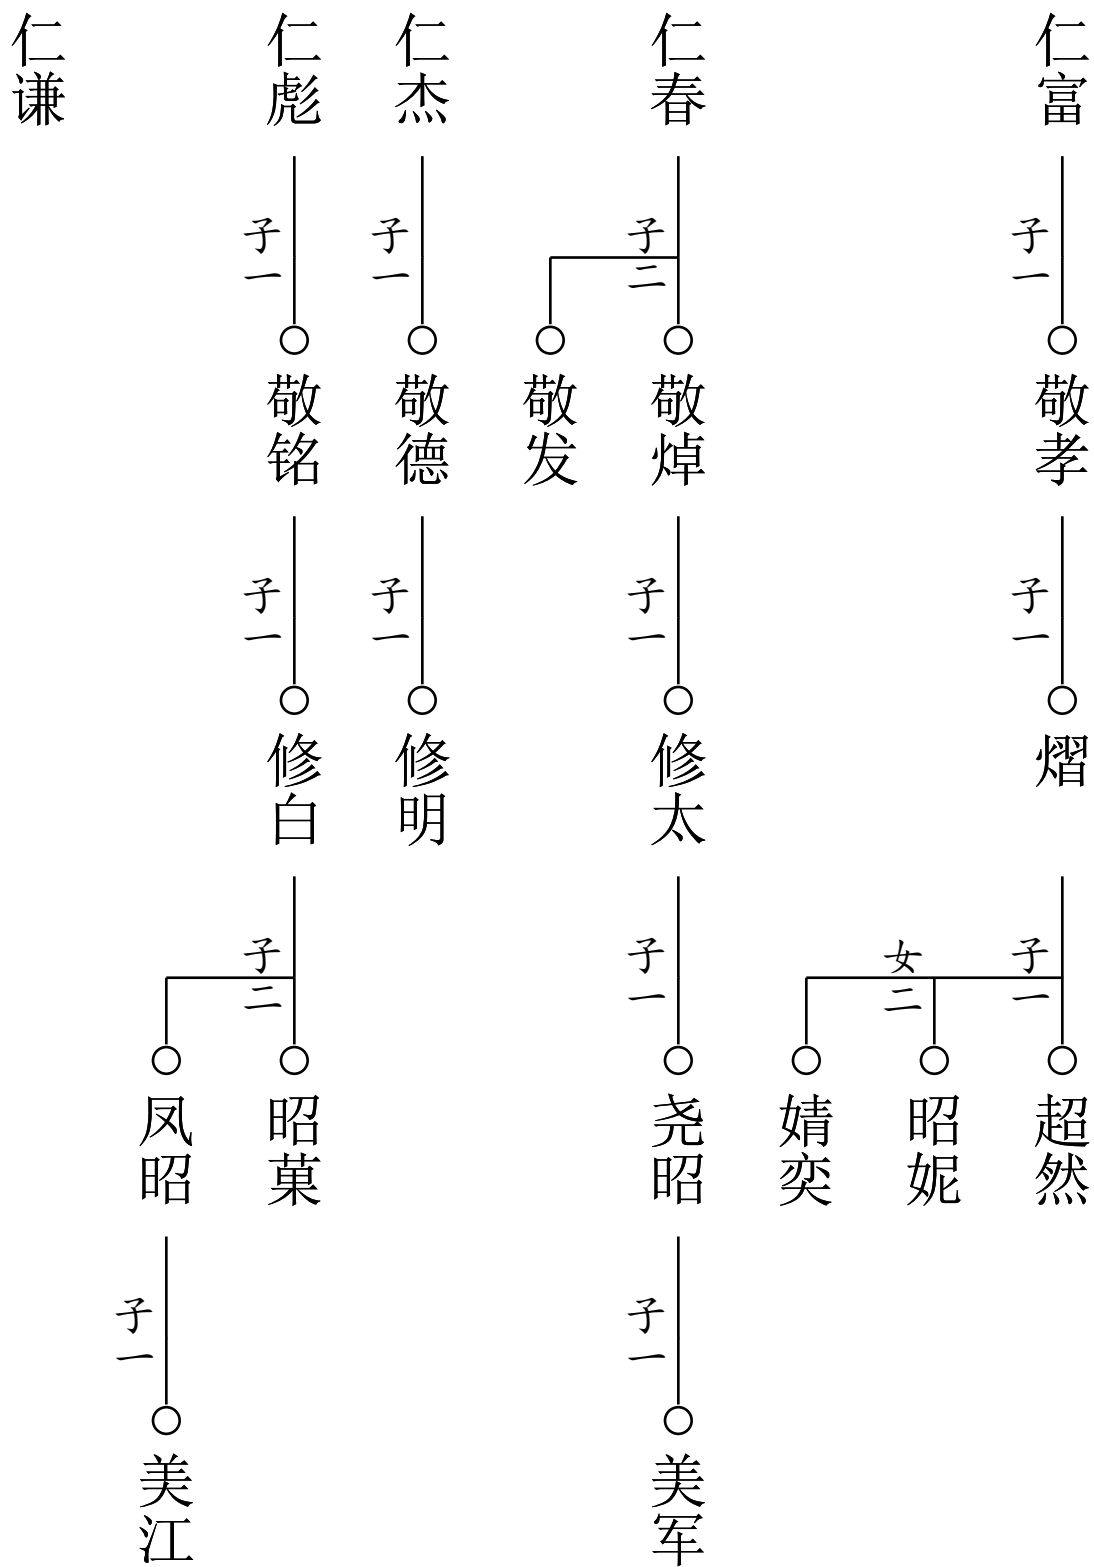 仁富
仁春
仁杰
仁彪
仁谦
子一
子二
子一
子一
敬孝
敬焯
敬发
敬德
敬铭
子一
子一
子一
子一
熠
修太
修明
修白
子一
女二
子一
子二
超然
昭妮
婧奕
尧昭
昭菓
凤昭
子一
子一
美军
美江